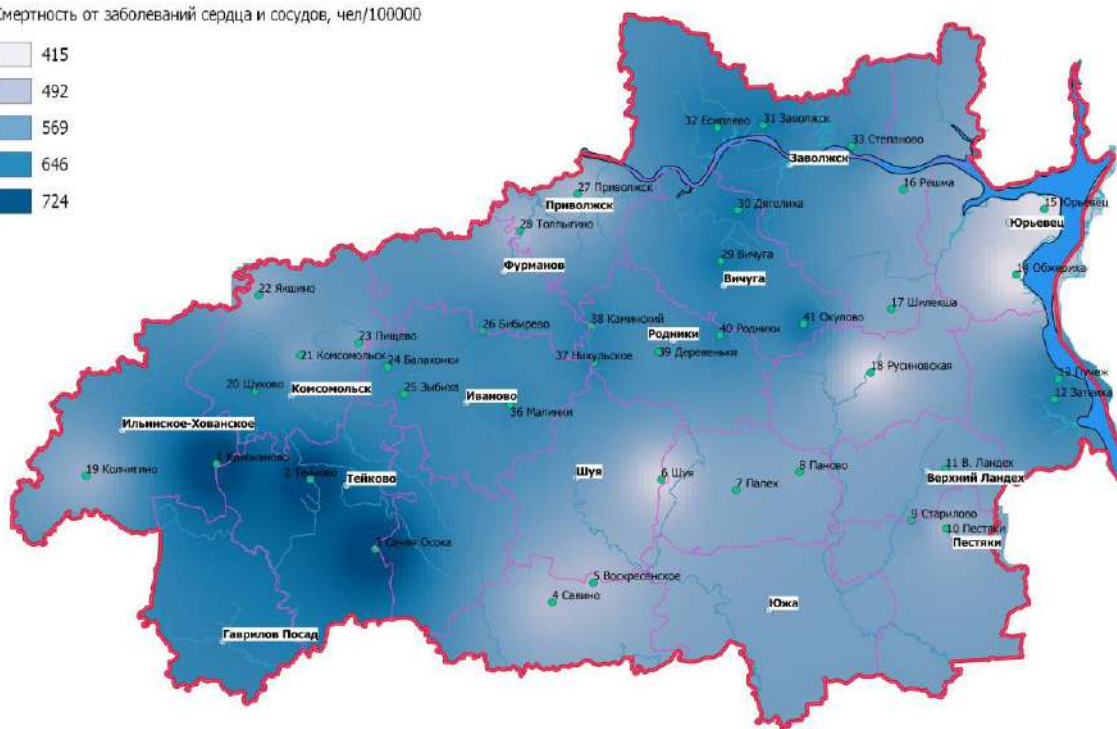 Смертность от заболеваний сердца и сосудов, чел/100000
415
492
569
646
724
32 Есиплево
31 Заволжск
33 Степаново
Заволжск
16 Решма
27 Приволжск
Приволжск
30 Дягелиха
15 Юрьевец
Юрьевец
28 Толпыгино
Фурманов
29 Вичуга
Вичуга
14 Обжериха
22 Якшино
17 Шилекша
26 Бибирево
38 Каминский
Родники
40 Родники
41 Окулово
23 Пищево
21 Комсомольск
24 Балахонки
37 Никульское
39 Деревеньки
18 Русиновская
13 Пучеж
12 Затеиха
20 Щуково
Комсомольск
25 Зыбиха
Иваново
36 Малинки
Ильинское-Хованское
19 Колчигино
2 Тейково
Тейково
Шуя
6 Шуя
7 Палех
8 Паново
11 В. Ландех
Верхний Ландех
9 Старилово
10 Пестяки
Пестяки
3 Синяя Осока
5 Воскресенское
4 Савино
Южа
Гаврилов Посад